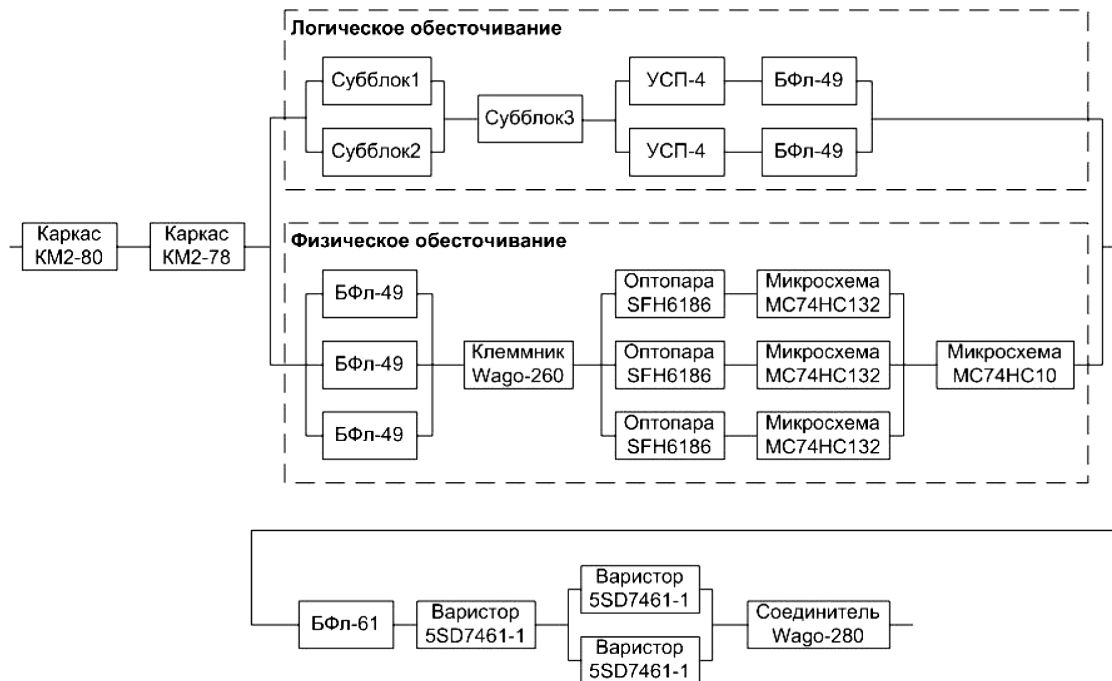 Логическое обесточивание
Субблок1
УСП-4
БФл-49
Субблок3
Субблок2
УСП-4
БФл-49
Каркас
КМ2-80
Каркас
КМ2-78
Физическое обесточивание
БФл-49
Оптопара
SFH6186
Микросхема
MC74HC132
БФл-49
Клеммник
Wago-260
Оптопара
SFH6186
Микросхема
MC74HC132
Микросхема
MC74HC10
БФл-49
Оптопара
SFH6186
Микросхема
MC74HC132
БФл-61
Варистор
5SD7461-1
Варистор
5SD7461-1
Варистор
5SD7461-1
Соединитель
Wago-280